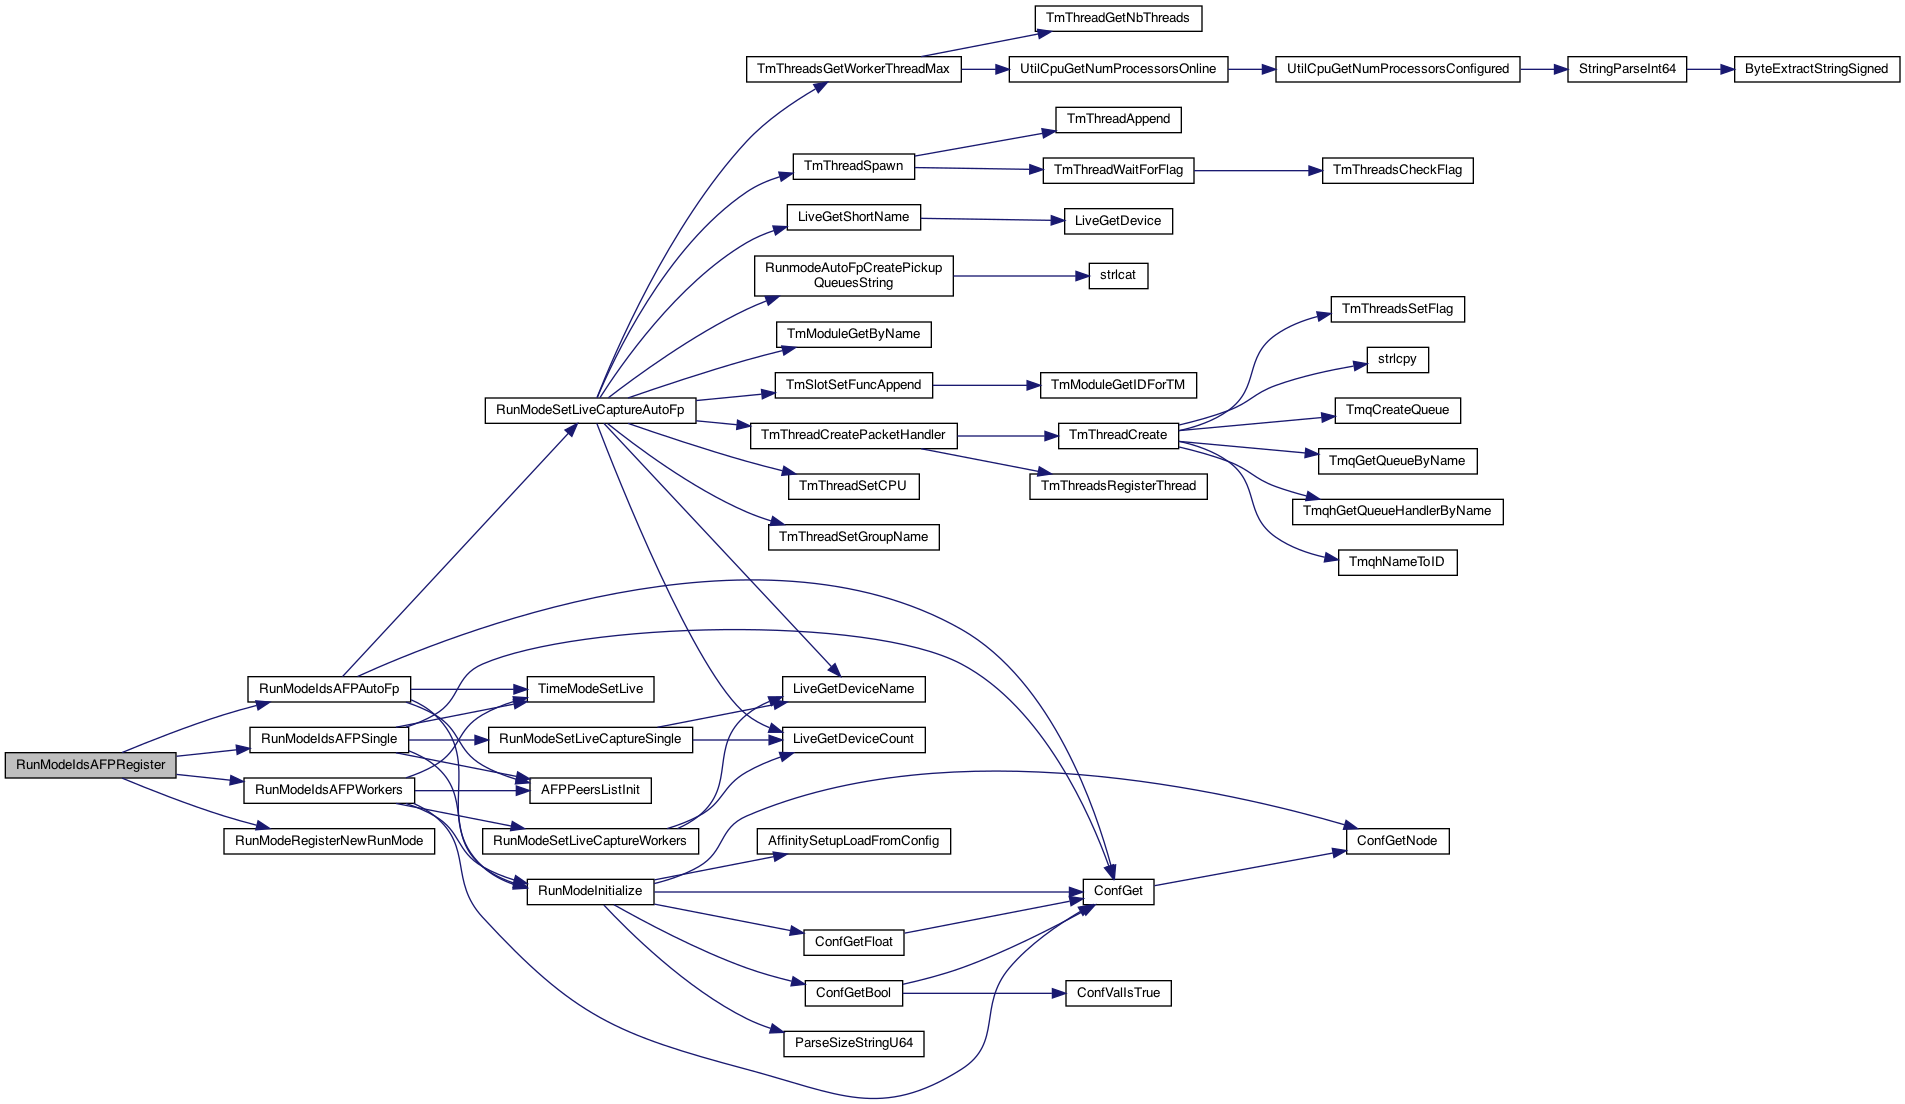 TmThreadGetNbThreads
TmThreadsGetWorkerThreadMax
UtilCpuGetNumProcessorsOnline
UtilCpuGetNumProcessorsConfigured
StringParseInt64
ByteExtractStringSigned
TmThreadAppend
TmThreadSpawn
TmThreadWaitForFlag
TmThreadsCheckFlag
LiveGetShortName
LiveGetDevice
RunmodeAutoFpCreatePickup
QueuesString
strlcat
TmThreadsSetFlag
TmModuleGetByName
strlcpy
TmSlotSetFuncAppend
TmModuleGetIDForTM
RunModeSetLiveCaptureAutoFp
TmqCreateQueue
TmThreadCreatePacketHandler
TmThreadCreate
TmqGetQueueByName
TmThreadSetCPU
TmThreadsRegisterThread
TmqhGetQueueHandlerByName
TmThreadSetGroupName
TmqhNameToID
RunModeIdsAFPAutoFp
TimeModeSetLive
LiveGetDeviceName
RunModeIdsAFPSingle
RunModeSetLiveCaptureSingle
LiveGetDeviceCount
RunModeIdsAFPRegister
RunModeIdsAFPWorkers
AFPPeersListInit
RunModeRegisterNewRunMode
RunModeSetLiveCaptureWorkers
AffinitySetupLoadFromConfig
ConfGetNode
RunModeInitialize
ConfGet
ConfGetFloat
ConfGetBool
ConfValIsTrue
ParseSizeStringU64